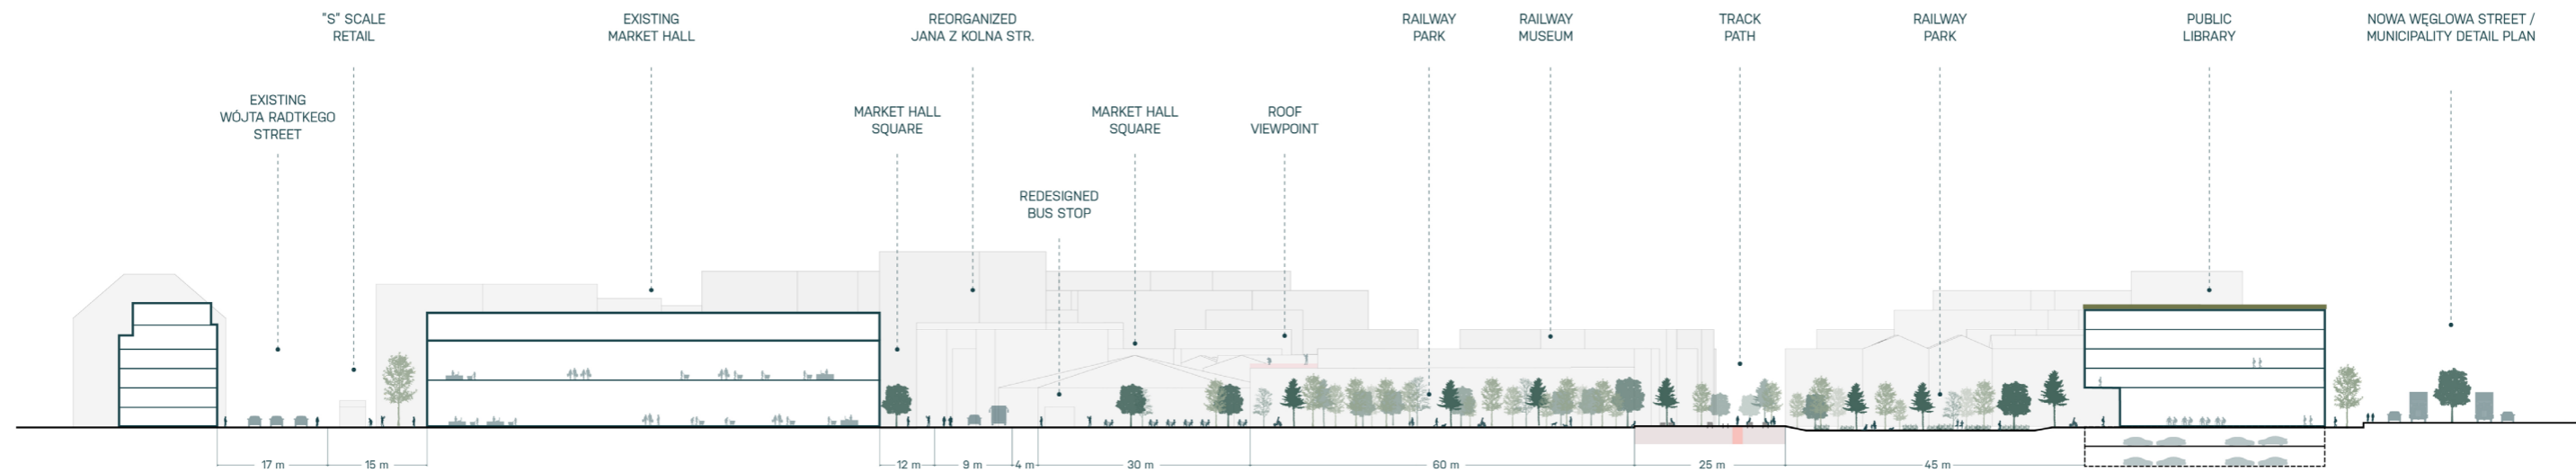 "S" SCALE
RETAIL
EXISTING
MARKET HALL
REORGANIZED
JANA Z KOLNA STR.
RAILWAY
PARK
RAILWAY
MUSEUM
TRACK
PATH
RAILWAY
PARK
PUBLIC
LIBRARY
NOWA WĘGLOWA STREET /
MUNICIPALITY DETAIL PLAN
EXISTING
WÓJTA RADTKEGO
STREET
MARKET HALL
SQUARE
MARKET HALL
SQUARE
ROOF
VIEWPOINT
REDESIGNED
BUS STOP
17 m
15 m
12 m
9 m
4 m
30 m
60 m
25 m
45 m